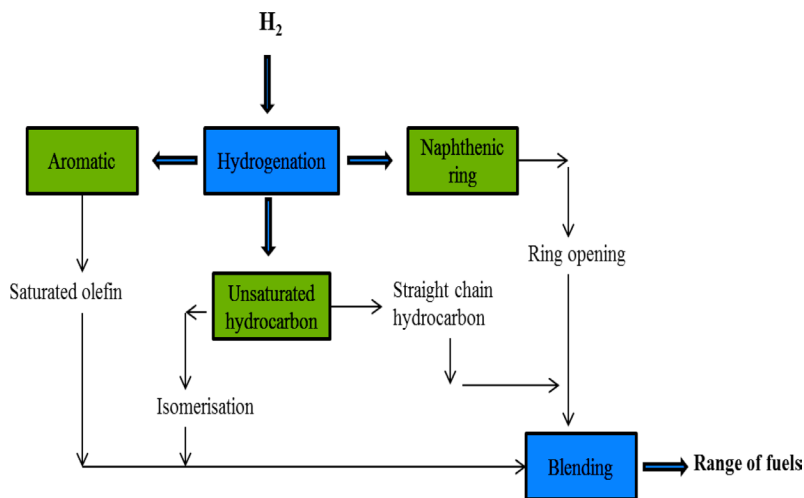 H2
Aromatic
Hydrogenation
Naphthenic
ring
Ring opening
Saturated olefin
Unsaturated
hydrocarbon
Straight chain
hydrocarbon
Isomerisation
Blending
Range of fuels